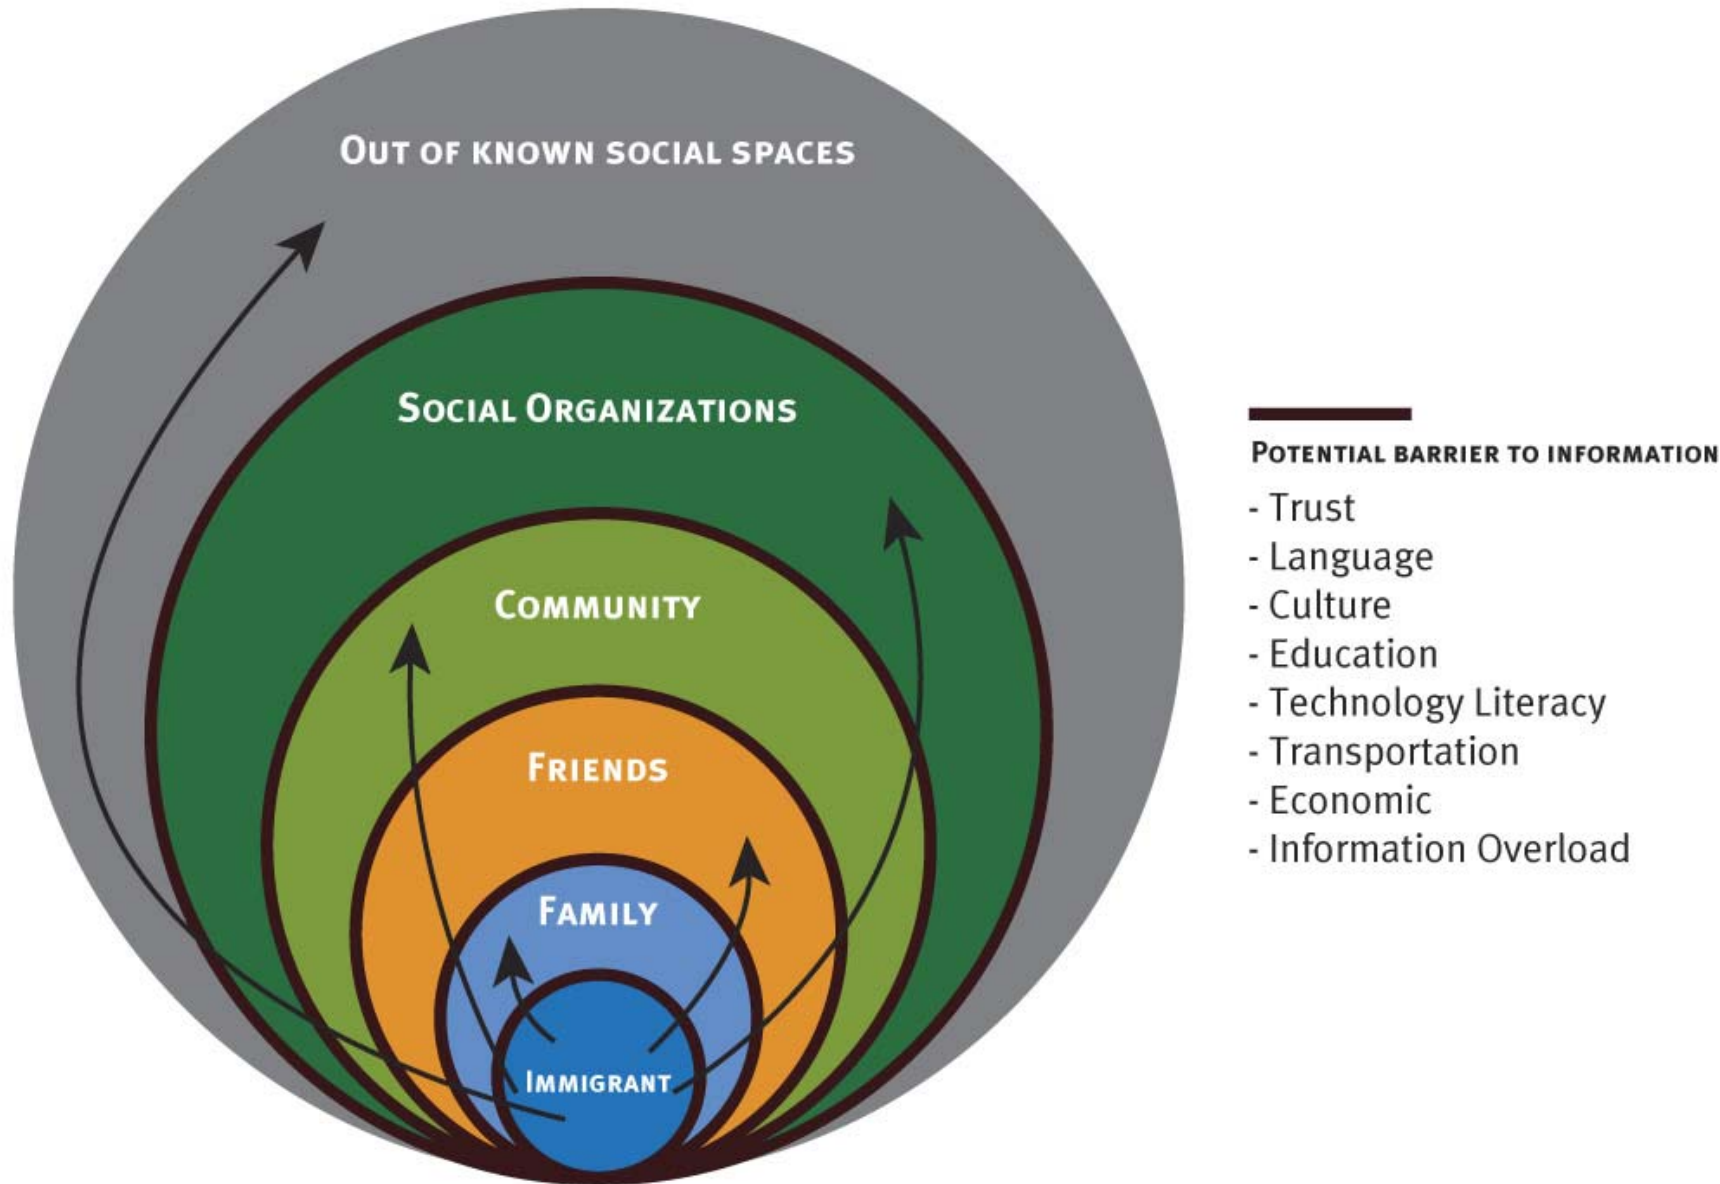 OUT OF KNOWN SOCIAL SPACES
SOCIAL ORGANIZATIONS
COMMUNITY
FRIENDS
FAMILY
IMMIGRANT
POTENTIAL BARRIER TO INFORMATION
- Trust
- Language
- Culture
- Education
- Technology Literacy
- Transportation
- Economic
- Information Overload